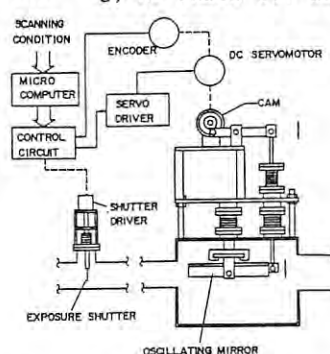 SCANNING
CONDITION
ENCODER
DC SERVOMOTOR
MICRO
COMPUTER
SERVO
DRIVER
CAM
CONTROL
CIRCUIT
SHUTTER
DRIVER
EXPOSURE SHUTTER
OSCILLATING MIRROR